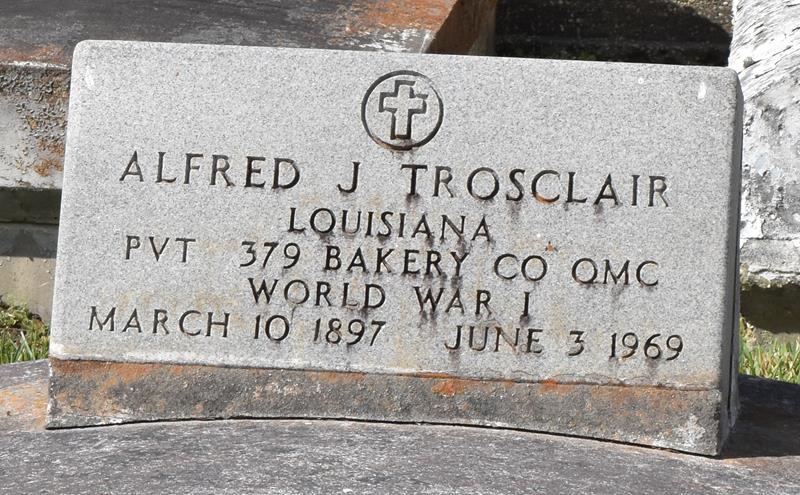 ALFRED J TROSCLAIR
LOUISIANA
PVT 379 BAKERY CO QMC
WORLD WAR I
MARCH 10 1897 JUNE 3 1969